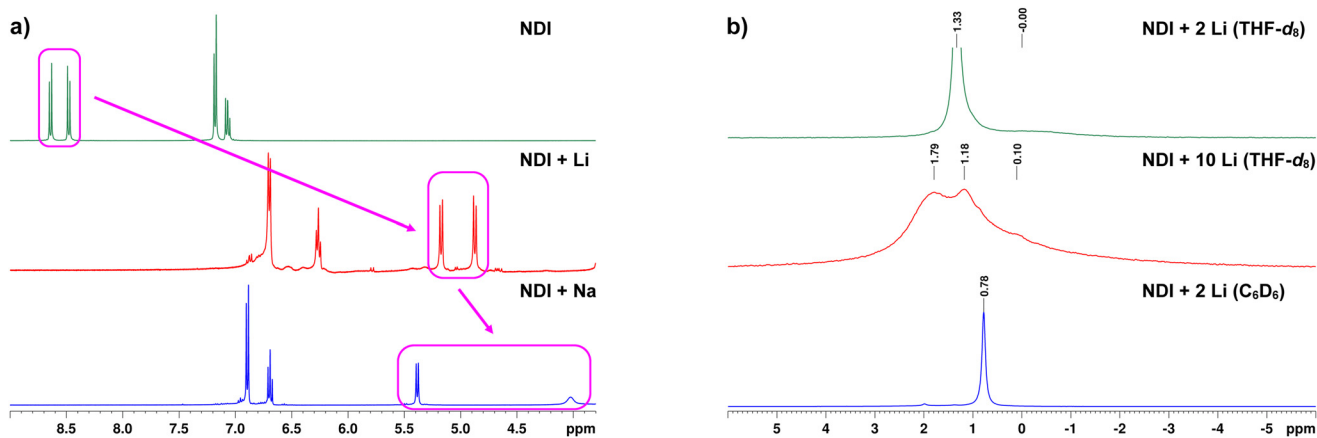 a)
NDI
NDI + Li
NDI + Na
8.5 8.0 7.5 7.0 6.5 6.0 5.5 5.0 4.5 ppm
b)
1.33
-0.00
NDI + 2 Li (THF-d₈)
1.79
1.18
0.10
NDI + 10 Li (THF-d₈)
0.78
NDI + 2 Li (C₆D₆)
5 4 3 2 1 0 -1 -2 -3 -4 -5 ppm